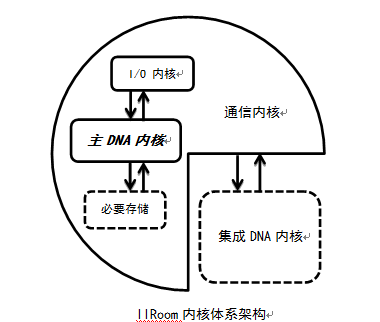 I/O 内核
通信内核
主 DNA 内核
必要存储
集成 DNA 内核
IIRoom 内核体系架构